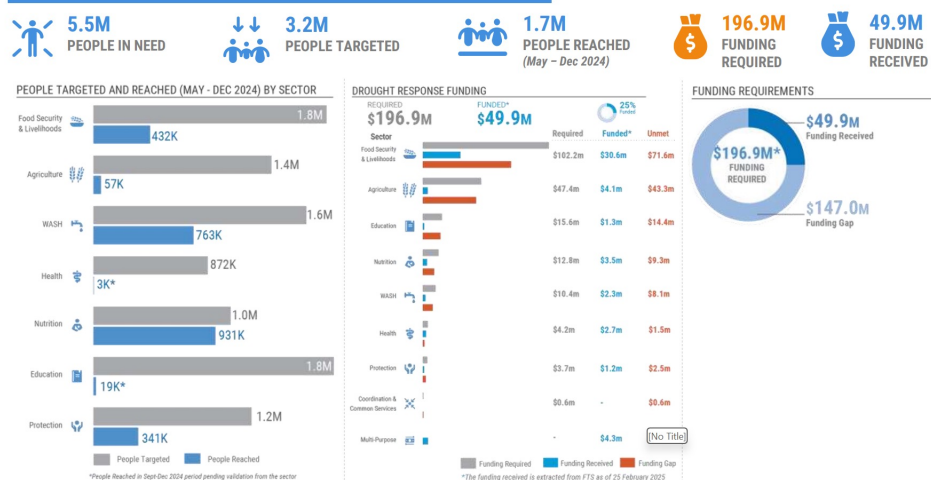 5.5M
PEOPLE IN NEED
3.2M
PEOPLE TARGETED
1.7M
PEOPLE REACHED
(May – Dec 2024)
196.9M
FUNDING
REQUIRED
49.9M
FUNDING
RECEIVED
PEOPLE TARGETED AND REACHED (MAY - DEC 2024) BY SECTOR
Food Security
& Livelihoods
1.8M
432K
Agriculture
1.4M
57K
WASH
1.6M
763K
Health
872K
3K*
Nutrition
1.0M
931K
Education
1.8M
19K*
Protection
1.2M
341K
People Targeted
People Reached
*People Reached in Sept-Dec 2024 period pending validation from the sector
DROUGHT RESPONSE FUNDING
REQUIRED
$196.9M
FUNDED*
$49.9M
25%
Funded
Sector Required Funded* Unmet
Food Security
& Livelihoods
$102.2m $30.6m $71.6m
Agriculture $47.4m $4.1m $43.3m
Education $15.6m $1.3m $14.4m
Nutrition $12.8m $3.5m $9.3m
WASH $10.4m $2.3m $8.1m
Health $4.2m $2.7m $1.5m
Protection $3.7m $1.2m $2.5m
Coordination &
Common Services
$0.6m - $0.6m
Multi-Purpose - $4.3m
[No Title]
Funding Required
Funding Received
Funding Gap
*The funding received is extracted from FTS as of 25 February 2025
FUNDING REQUIREMENTS
$196.9M*
FUNDING
REQUIRED
$49.9M
Funding Received
$147.0M
Funding Gap